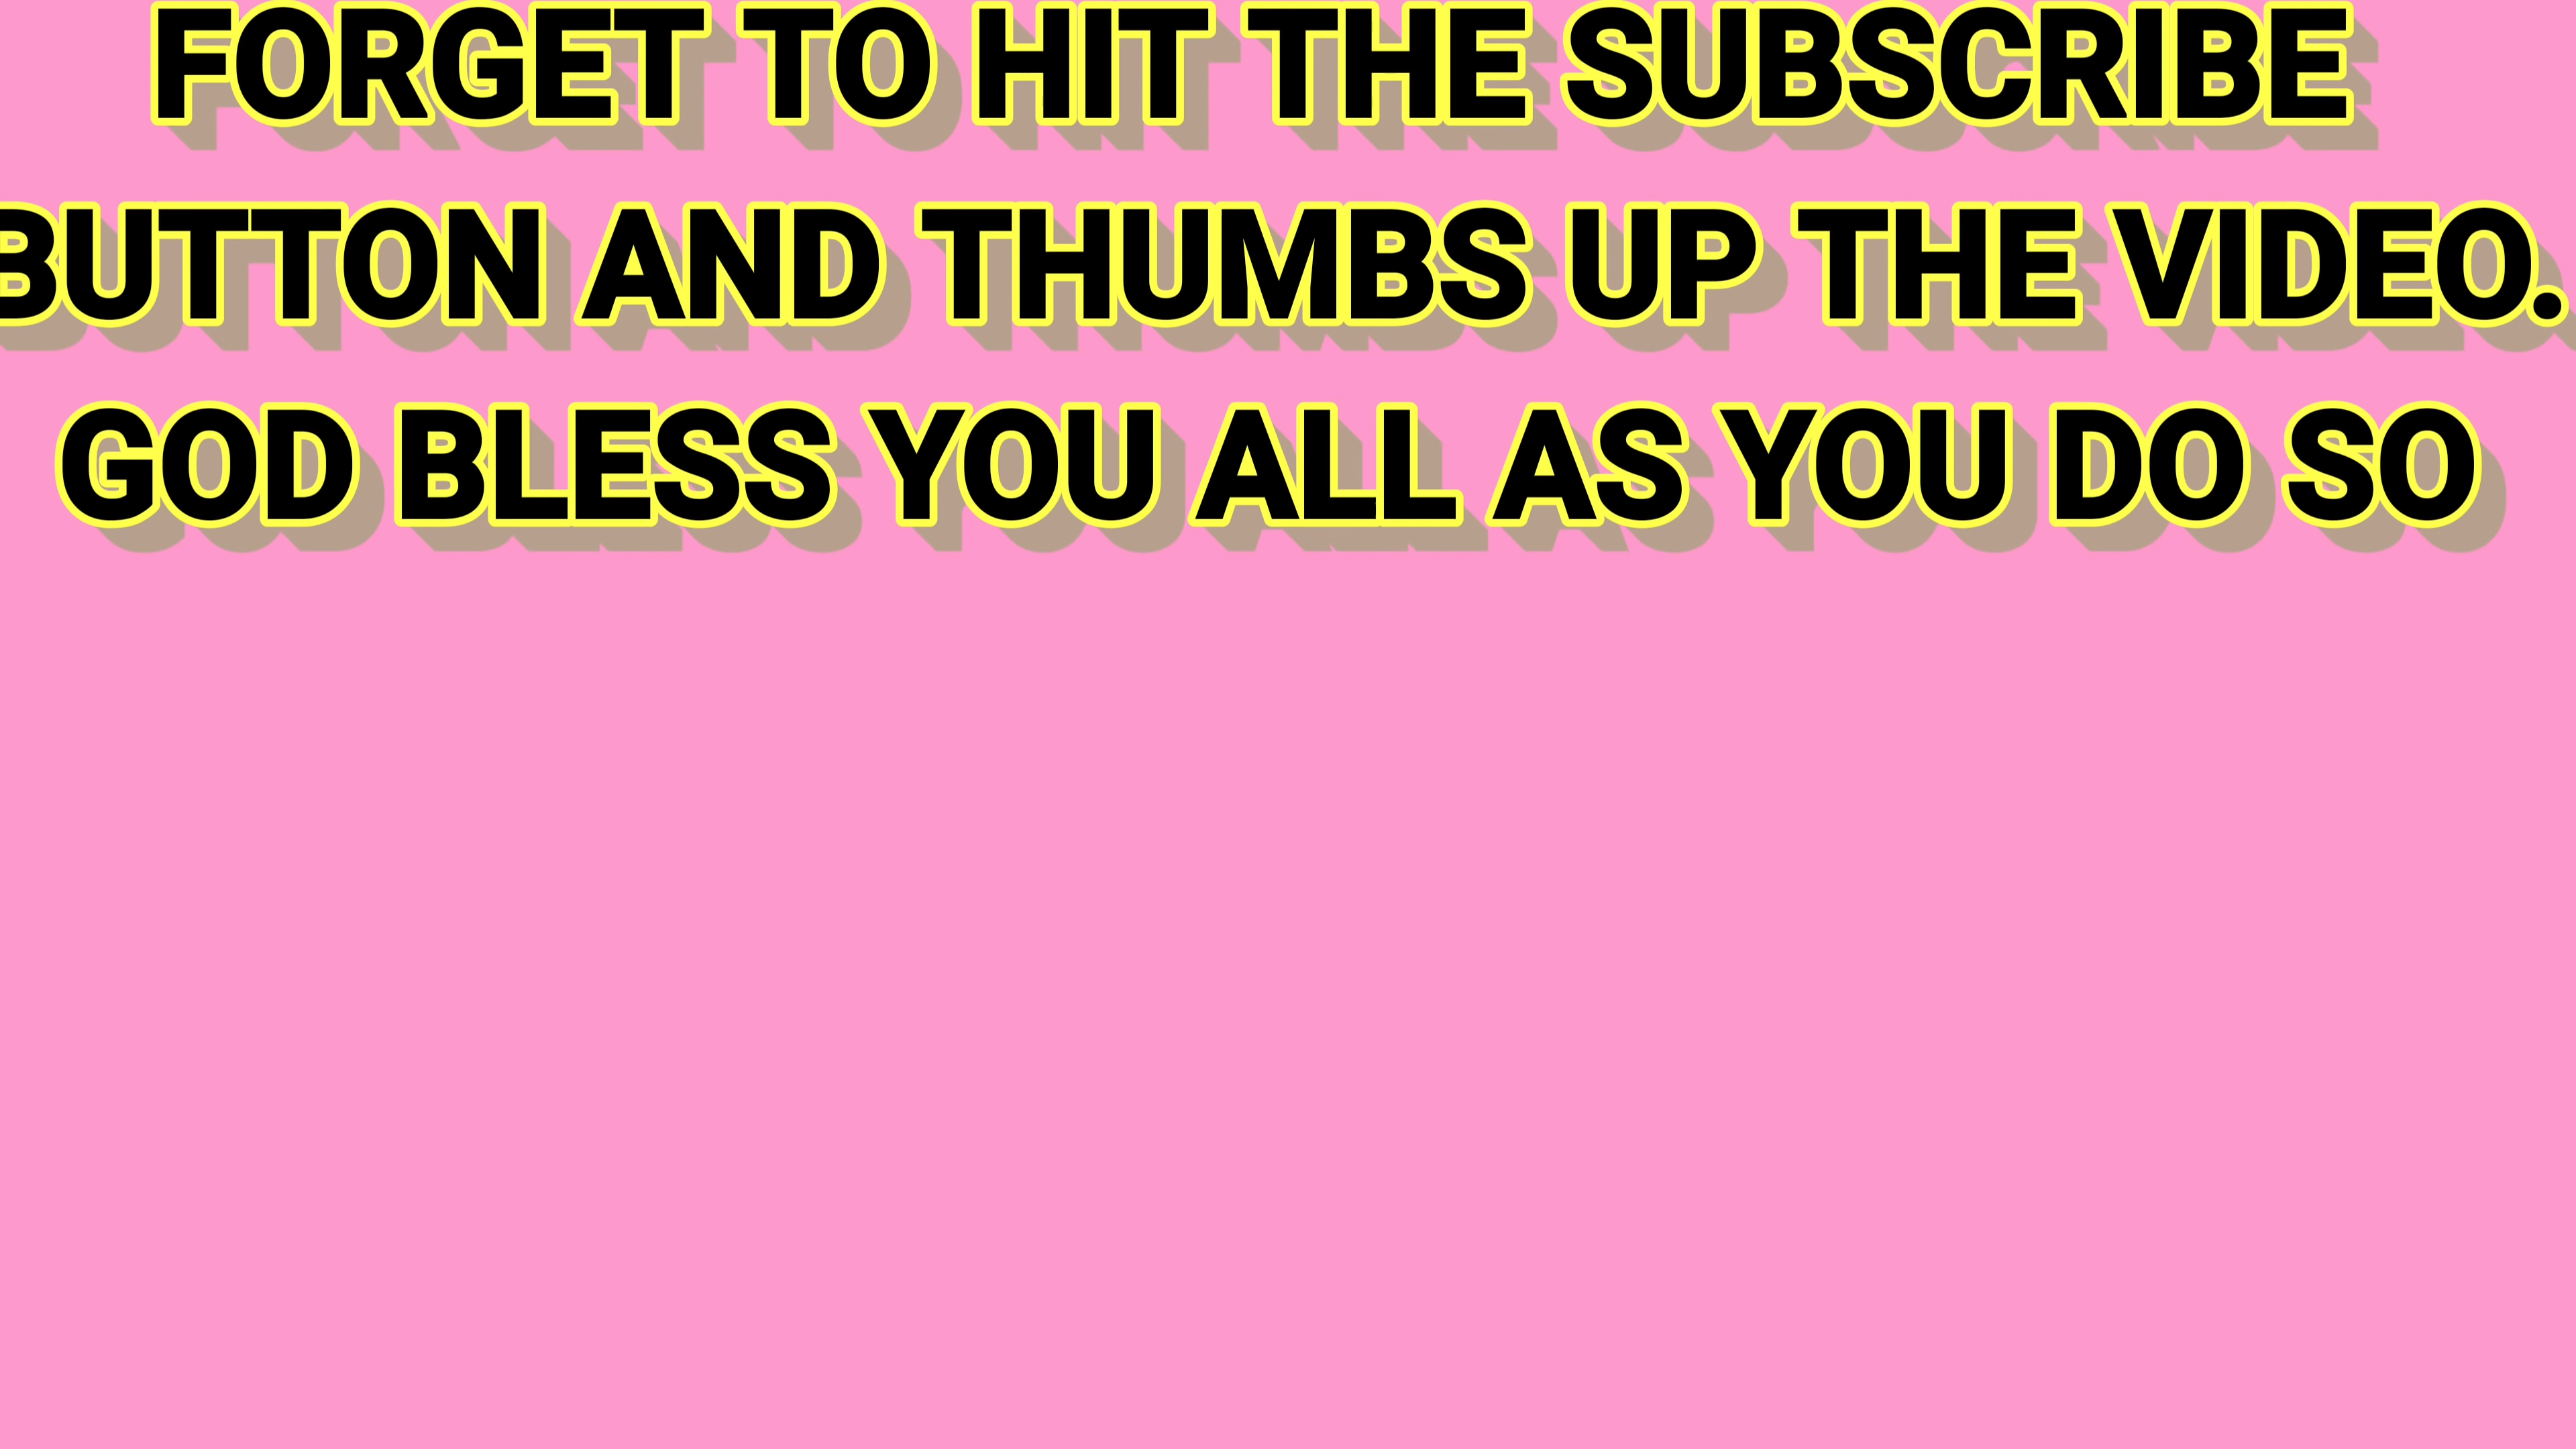 FORGET TO HIT THE SUBSCRIBE
BUTTON AND THUMBS UP THE VIDEO.
GOD BLESS YOU ALL AS YOU DO SO